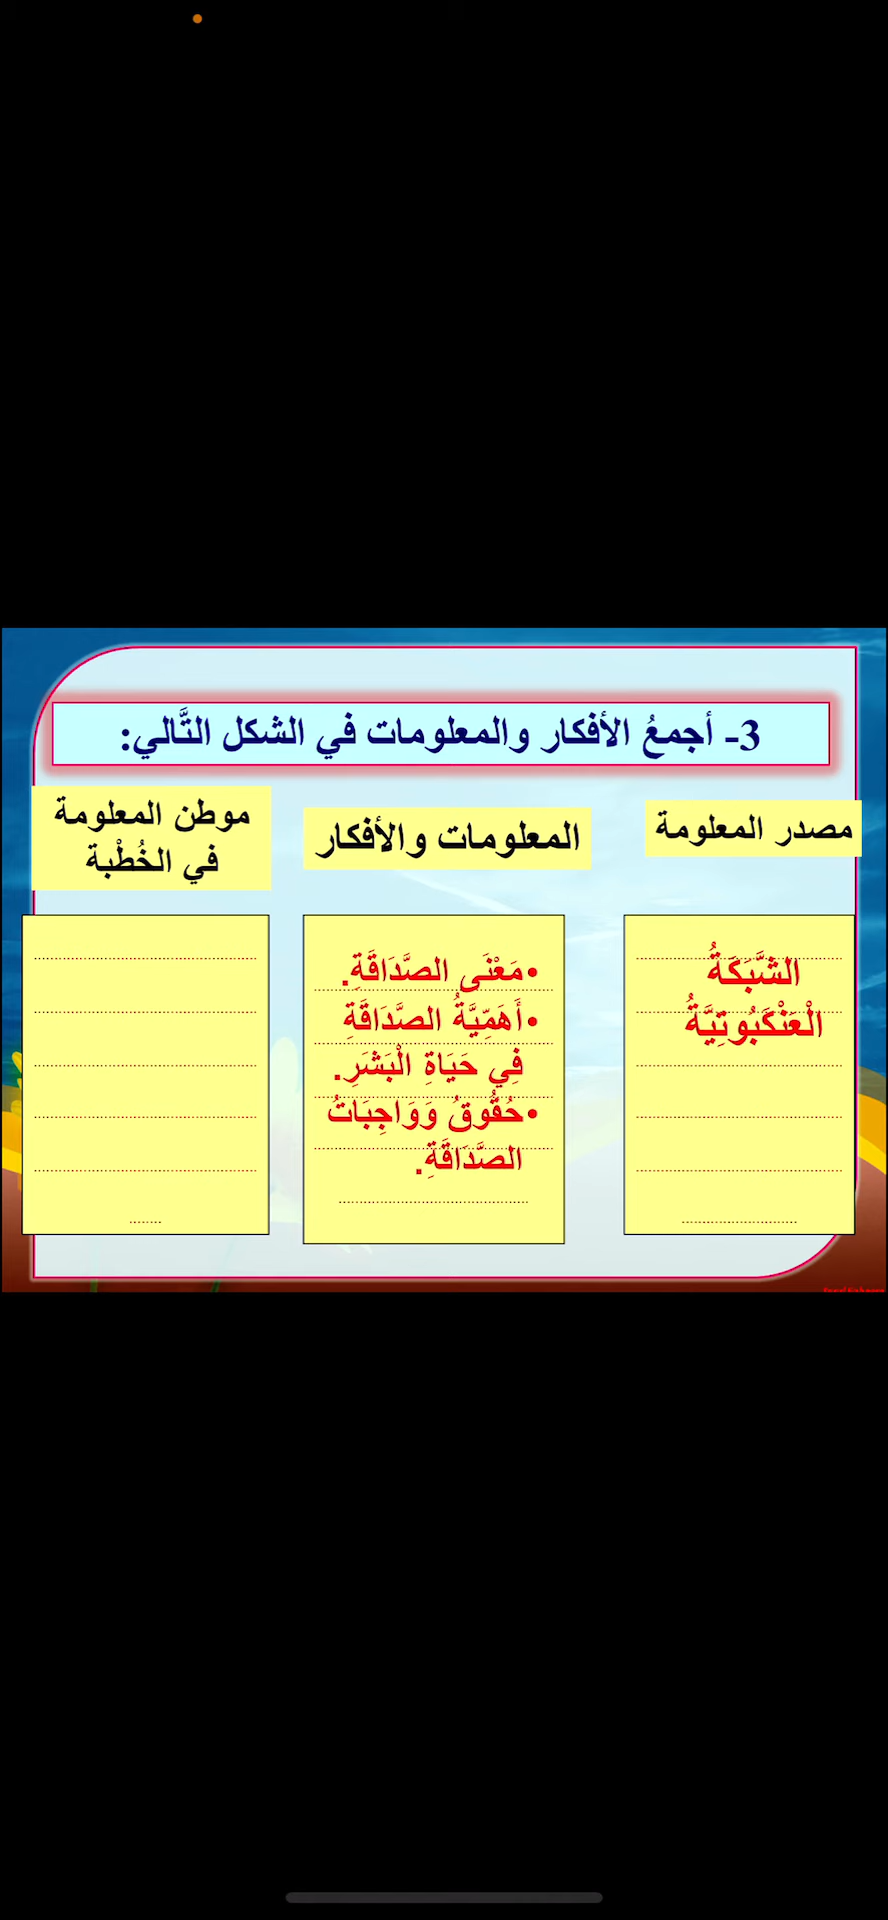 3- أجمعُ الأفكار والمعلومات في الشكل التَّالي:
مصدر المعلومة
المعلومات والأفكار
موطن المعلومة
في الخُطْبة
الشَّبَكَةُ
الْعَنْكَبُوتِيَّةُ
•مَعْنَى الصَّدَاقَةِ.
•أَهَمِّيَّةُ الصَّدَاقَةِ
فِي حَيَاةِ الْبَشَرِ.
•حُقُوقُ وَوَاجِبَاتُ
الصَّدَاقَةِ.